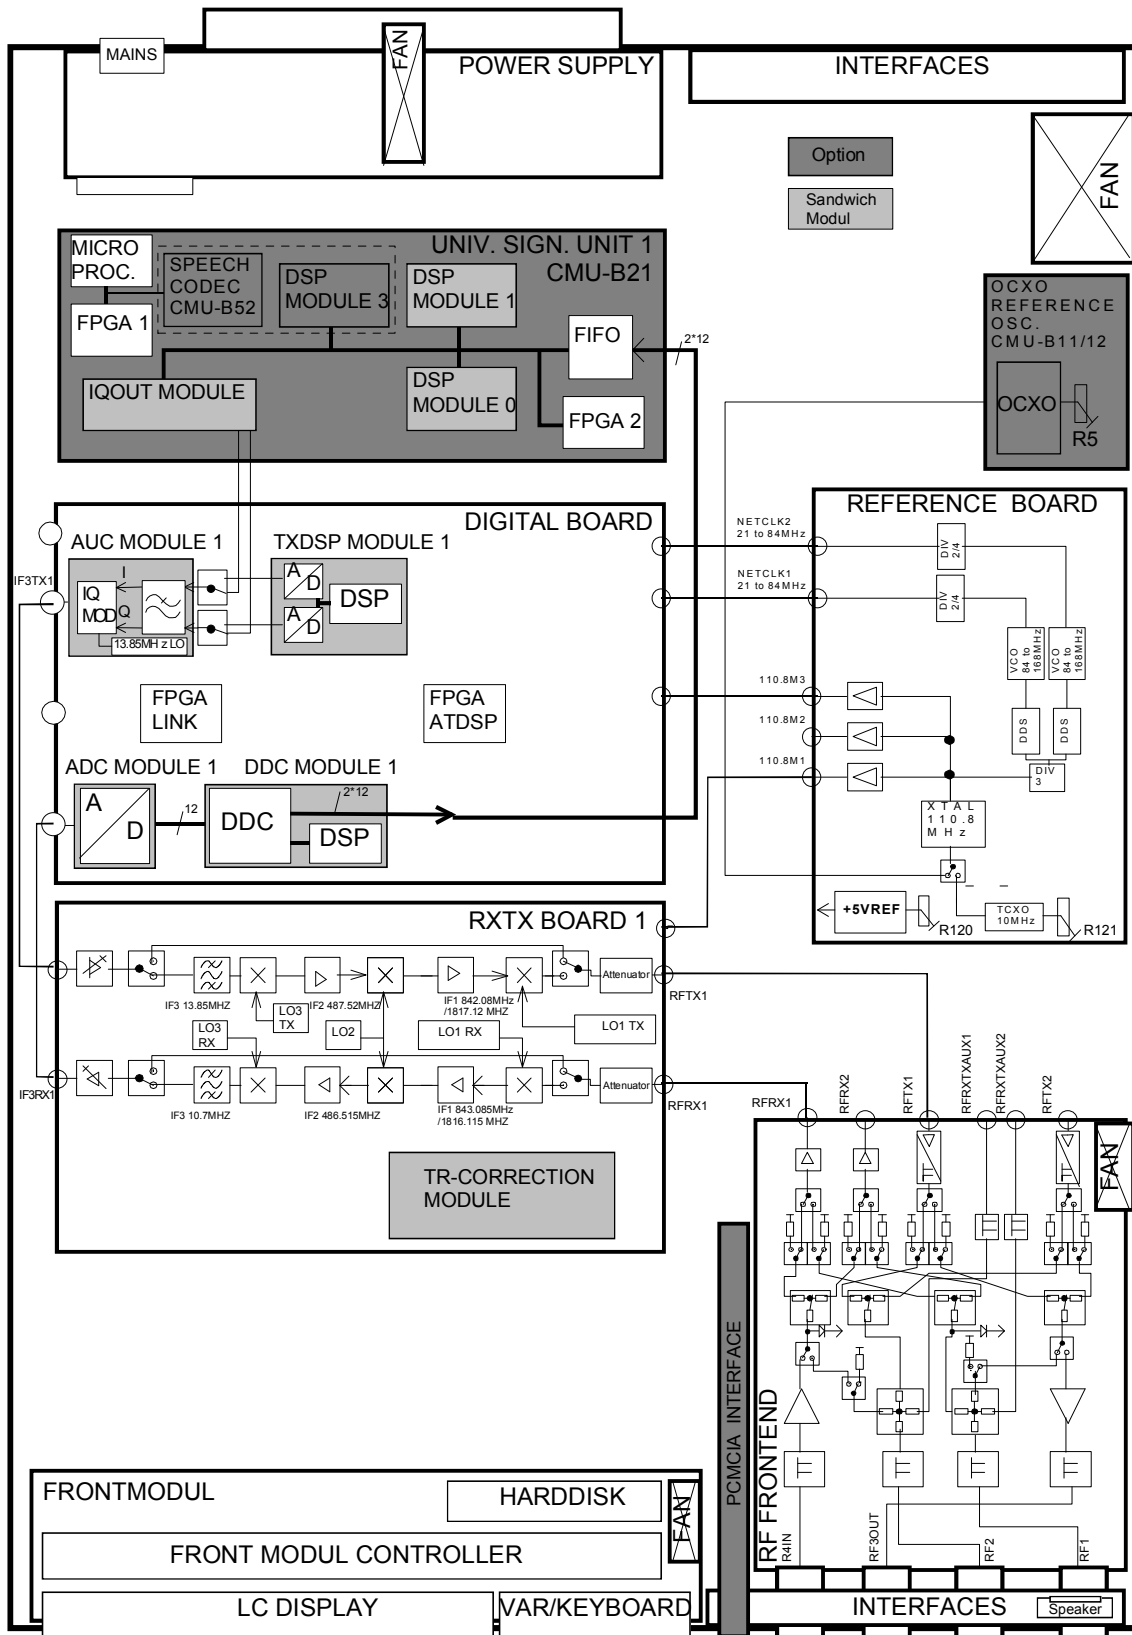 MAINS
FAN
POWER SUPPLY
INTERFACES
Option
Sandwich
Modul
FAN
MICRO
PROC.
SPEECH
CODEC
CMU-B52
DSP
MODULE 3
UNIV. SIGN. UNIT 1
CMU-B21
DSP
MODULE 1
FPGA 1
FIFO
2*12
IQOUT MODULE
DSP
MODULE 0
FPGA 2
OCXO
REFERENCE
OSC.
CMU-B11/12
OCXO
R5
DIGITAL BOARD
AUC MODULE 1
TXDSP MODULE 1
IF3TX1
IQ
MOD
I
Q
13.85MHz LO
A
D
A
D
DSP
FPGA
LINK
FPGA
ATDSP
ADC MODULE 1
DDC MODULE 1
A
D
12
DDC
2*12
DSP
REFERENCE BOARD
NETCLK2
21 to 84MHz
DIV
2/4
NETCLK1
21 to 84MHz
DIV
2/4
VCO
84 to
168MHz
VCO
84 to
168MHz
110.8M3
110.8M2
110.8M1
DDS
DDS
DIV
3
XTAL
110.8
MHz
+5VREF
R120
TCXO
10MHz
R121
RXTX BOARD 1
Attenuator
RFTX1
IF3 13.85MHZ
IF2 487.52MHZ
IF1 842.08MHz
/1817.12 MHZ
LO3
TX
LO3
RX
LO2
LO1 RX
LO1 TX
IF3RX1
Attenuator
RFRX1
IF3 10.7MHZ
IF2 486.515MHZ
IF1 843.085MHz
/1816.115 MHZ
TR-CORRECTION
MODULE
RFRX1
RFRX2
RFTX1
RFRXTXAUX1
RFRXTXAUX2
RFTX2
FAN
PCMCIA INTERFACE
RF FRONTEND
R4IN
RF3OUT
RF2
RF1
FRONTMODUL
HARDDISK
FAN
FRONT MODUL CONTROLLER
LC DISPLAY
VAR/KEYBOARD
INTERFACES
Speaker